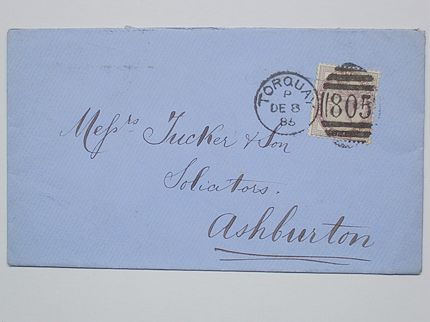 TORQUAY
P
DE 8
85
805
Messrs Tucker & Son
Solicitors.
Ashburton